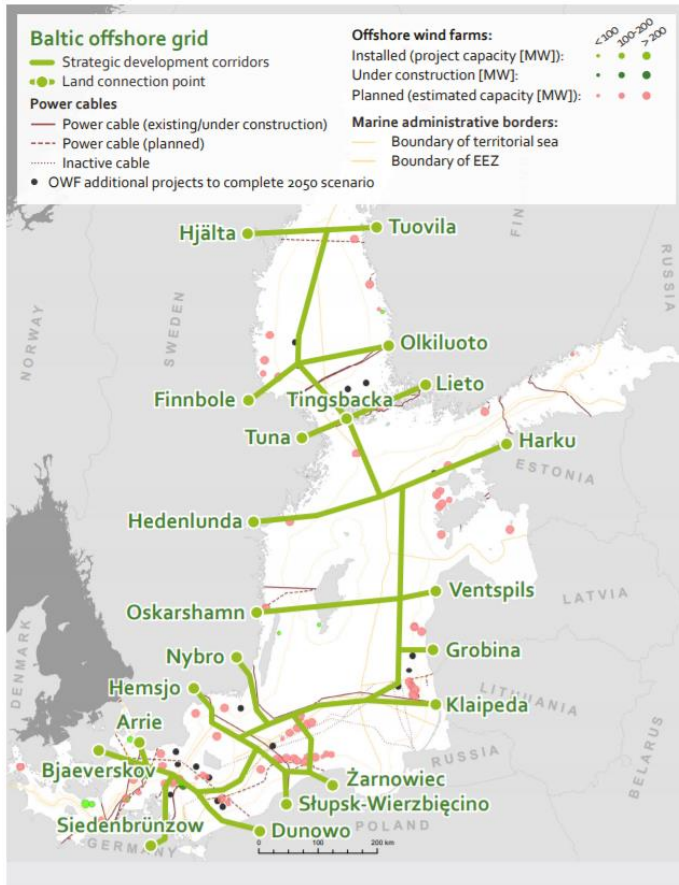 Baltic offshore grid
Strategic development corridors
Land connection point
Power cables
Power cable (existing/under construction)
Power cable (planned)
Inactive cable
OWF additional projects to complete 2050 scenario
Offshore wind farms:
<100
100-200
>200
Installed (project capacity [MW]):
Under construction [MW]:
Planned (estimated capacity [MW]):
Marine administrative borders:
Boundary of territorial sea
Boundary of EEZ
FIN
RUSSIA
NORWAY
SWEDEN
Hjälta
Tuovila
Olkiluoto
Finnbole
Tingsbacka
Lieto
Tuna
Harku
ESTONIA
Hedenlunda
Ventspils
LATVIA
Oskarshamn
DENMARK
Nybro
Grobina
Hemsjo
LITHUANIA
Klaipeda
Arrie
RUSSIA
BELARUS
Bjaeverskov
Żarnowiec
Słupsk-Wierzbięcino
Siedenbrünzow
Dunowo
POLAND
GERMANY
0 100 200 km